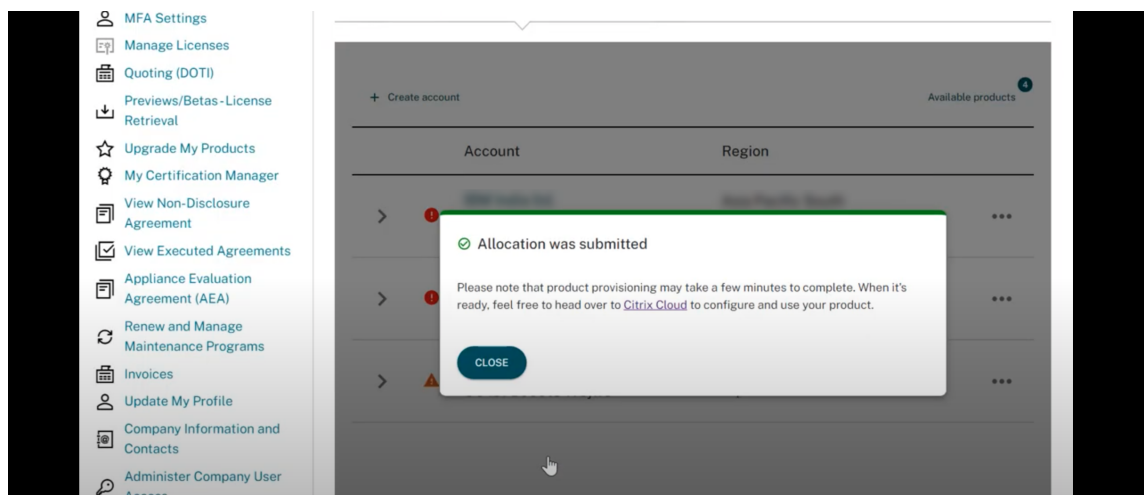 MFA Settings
Manage Licenses
Quoting (DOTI)
Previews/Betas - License
Retrieval
Upgrade My Products
My Certification Manager
View Non-Disclosure
Agreement
View Executed Agreements
Appliance Evaluation
Agreement (AEA)
Renew and Manage
Maintenance Programs
Invoices
Update My Profile
Company Information and
Contacts
Administer Company User
+ Create account
4
Available products
Account
Region
Allocation was submitted
Please note that product provisioning may take a few minutes to complete. When it's
ready, feel free to head over to Citrix Cloud to configure and use your product.
CLOSE